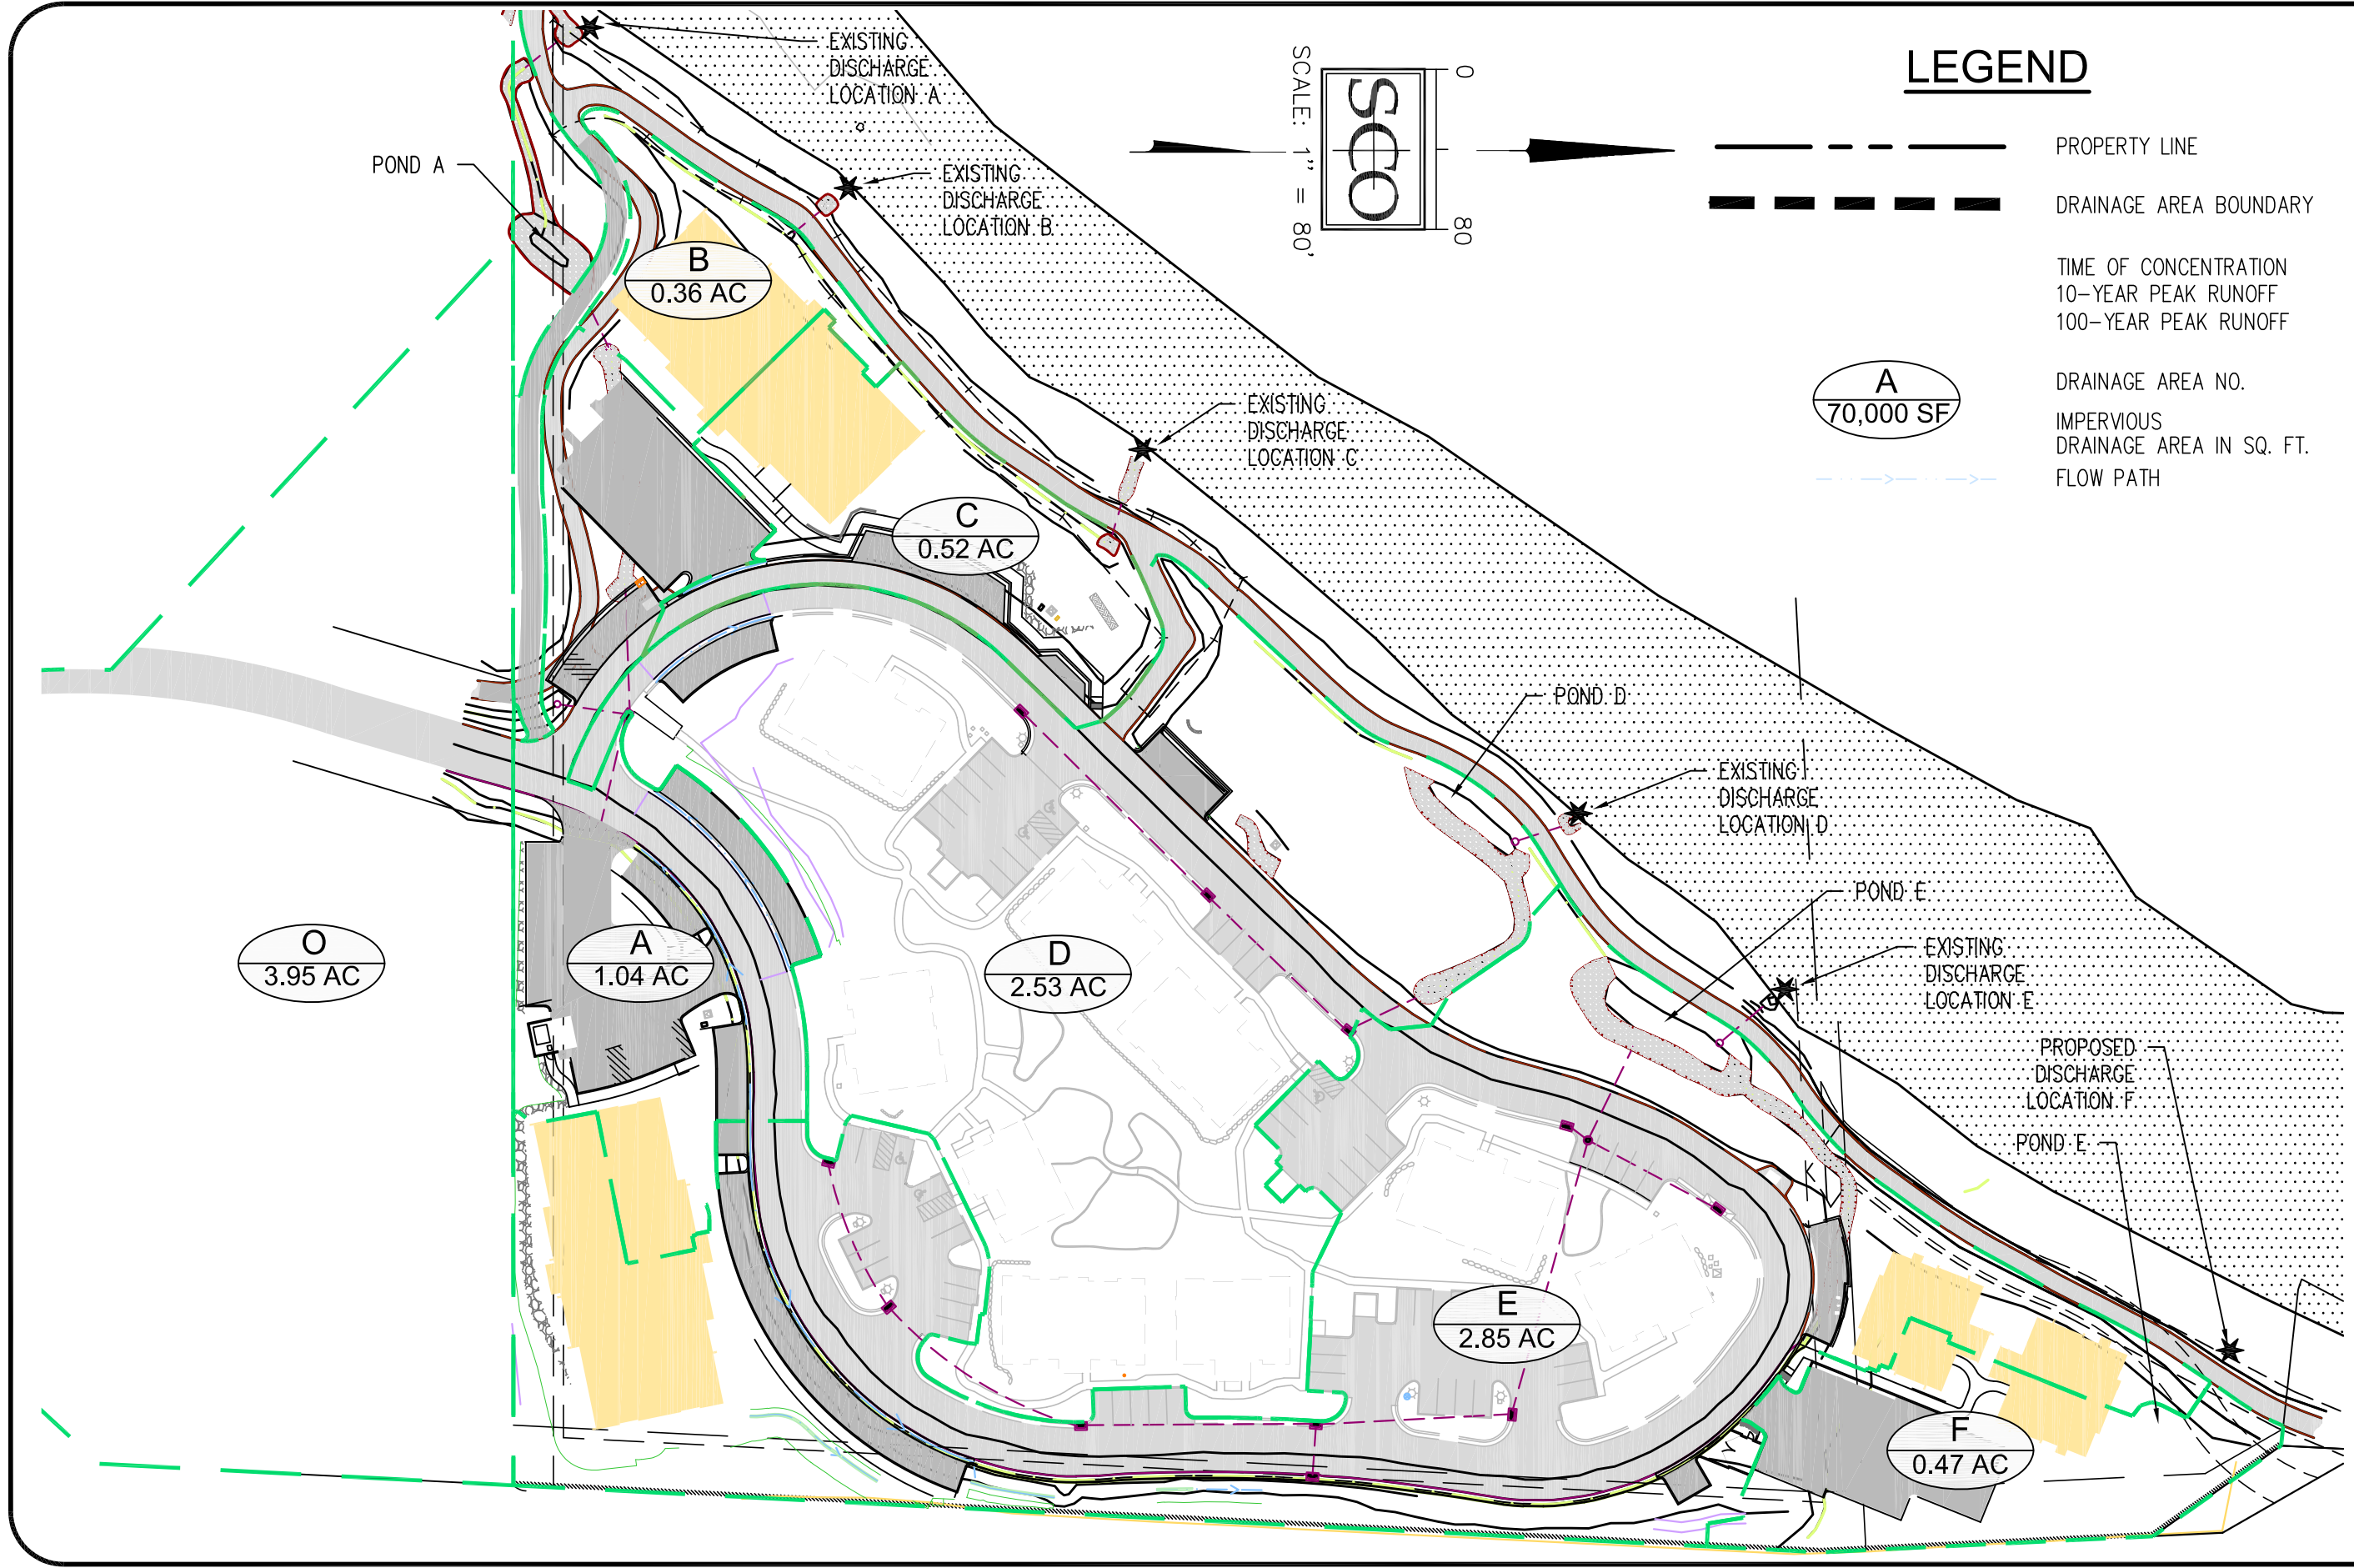 EXISTING
DISCHARGE
LOCATION A
POND A
EXISTING
DISCHARGE
LOCATION B
B
0.36 AC
SCALE: 1" = 80'
SCO
0
80
LEGEND
PROPERTY LINE
DRAINAGE AREA BOUNDARY
TIME OF CONCENTRATION
10-YEAR PEAK RUNOFF
100-YEAR PEAK RUNOFF
A
70,000 SF
DRAINAGE AREA NO.
IMPERVIOUS
DRAINAGE AREA IN SQ. FT.
FLOW PATH
EXISTING
DISCHARGE
LOCATION C
C
0.52 AC
POND D
EXISTING
DISCHARGE
LOCATION D
POND E
EXISTING
DISCHARGE
LOCATION E
O
3.95 AC
A
1.04 AC
D
2.53 AC
PROPOSED
DISCHARGE
LOCATION F
POND E
E
2.85 AC
F
0.47 AC